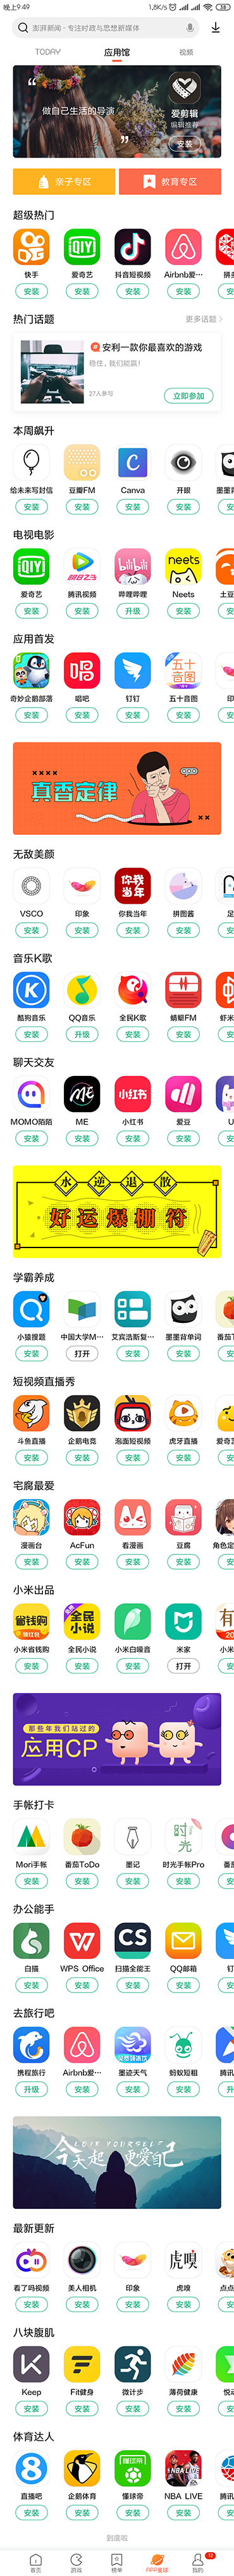 晚上9:49
1.8K/s
58
澎湃新闻 - 专注时政与思想新媒体
TODAY
应用馆
视频
做自己生活的导演
爱剪辑
编辑推荐
安装
亲子专区
教育专区
超级热门
快手
爱奇艺
抖音短视频
Airbnb爱…
安装
安装
安装
安装
热门话题
更多话题
安利一款你最喜欢的游戏
稳住，我们能赢！
27人参与
立即参加
本周飙升
给未来写封信
豆瓣FM
Canva
开眼
安装
安装
安装
安装
电视电影
爱奇艺
腾讯视频
哔哩哔哩
Neets
土豆
安装
安装
升级
安装
应用首发
奇妙企鹅部落
唱吧
钉钉
五十音图
安装
安装
安装
安装
真香定律
无敌美颜
VSCO
印象
你我当年
拼图酱
安装
安装
安装
安装
音乐K歌
酷狗音乐
QQ音乐
全民K歌
蜻蜓FM
虾米
安装
升级
安装
安装
聊天交友
MOMO陌陌
ME
小红书
爱豆
安装
安装
安装
安装
水逆退散
好运爆棚符
学霸养成
小猿搜题
中国大学M…
艾宾浩斯复…
墨墨背单词
番茄T
安装
打开
安装
安装
短视频直播秀
斗鱼直播
企鹅电竞
泡面短视频
虎牙直播
爱奇
安装
安装
安装
安装
宅腐最爱
漫画台
AcFun
看漫画
豆腐
角色定
安装
安装
安装
安装
小米出品
小米省钱购
全民小说
小米白噪音
米家
小米
安装
安装
安装
打开
那些年我们站过的
应用CP
手帐打卡
Mori手帐
番茄ToDo
墨记
时光手帐Pro
安装
安装
安装
安装
办公能手
白描
WPS Office
扫描全能王
QQ邮箱
安装
安装
安装
安装
去旅行吧
携程旅行
Airbnb爱…
墨迹天气
蚂蚁短租
腾讯
升级
安装
安装
安装
今天起 更爱自己
最新更新
看了吗视频
美人相机
印象
虎嗅
点点
安装
安装
安装
安装
八块腹肌
Keep
Fit健身
微计步
薄荷健康
悦动
安装
安装
安装
安装
体育达人
直播吧
企鹅体育
懂球帝
NBA LIVE
腾讯
安装
安装
安装
安装
到底啦
首页
游戏
榜单
APP星球
我的
12